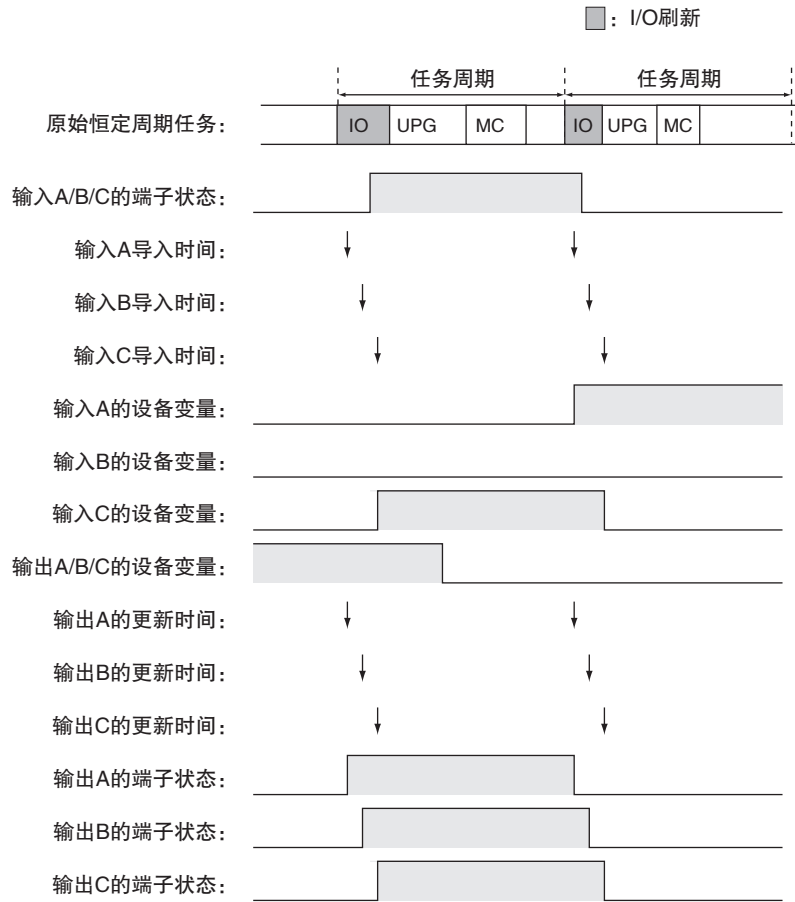 ：I/O刷新
任务周期 任务周期
原始恒定周期任务： IO UPG MC IO UPG MC
输入A/B/C的端子状态：
输入A导入时间：
输入B导入时间：
输入C导入时间：
输入A的设备变量：
输入B的设备变量：
输入C的设备变量：
输出A/B/C的设备变量：
输出A的更新时间：
输出B的更新时间：
输出C的更新时间：
输出A的端子状态：
输出B的端子状态：
输出C的端子状态：